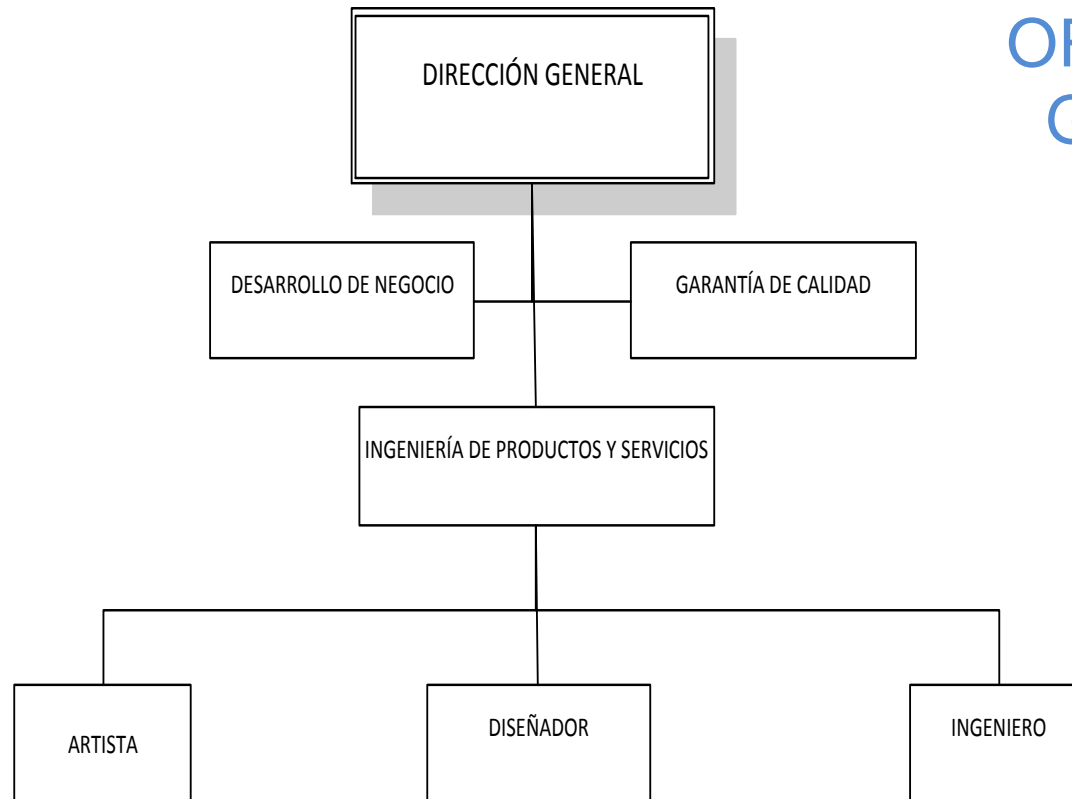 DIRECCIÓN GENERAL
DESARROLLO DE NEGOCIO
GARANTÍA DE CALIDAD
INGENIERÍA DE PRODUCTOS Y SERVICIOS
ARTISTA
DISEÑADOR
INGENIERO